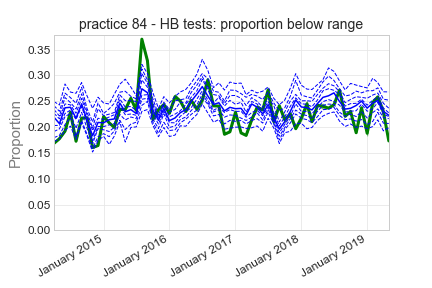 practice 84 - HB tests: proportion below range
Proportion
0.35
0.30
0.25
0.20
0.15
0.10
0.05
0.00
January 2015
January 2016
January 2017
January 2018
January 2019